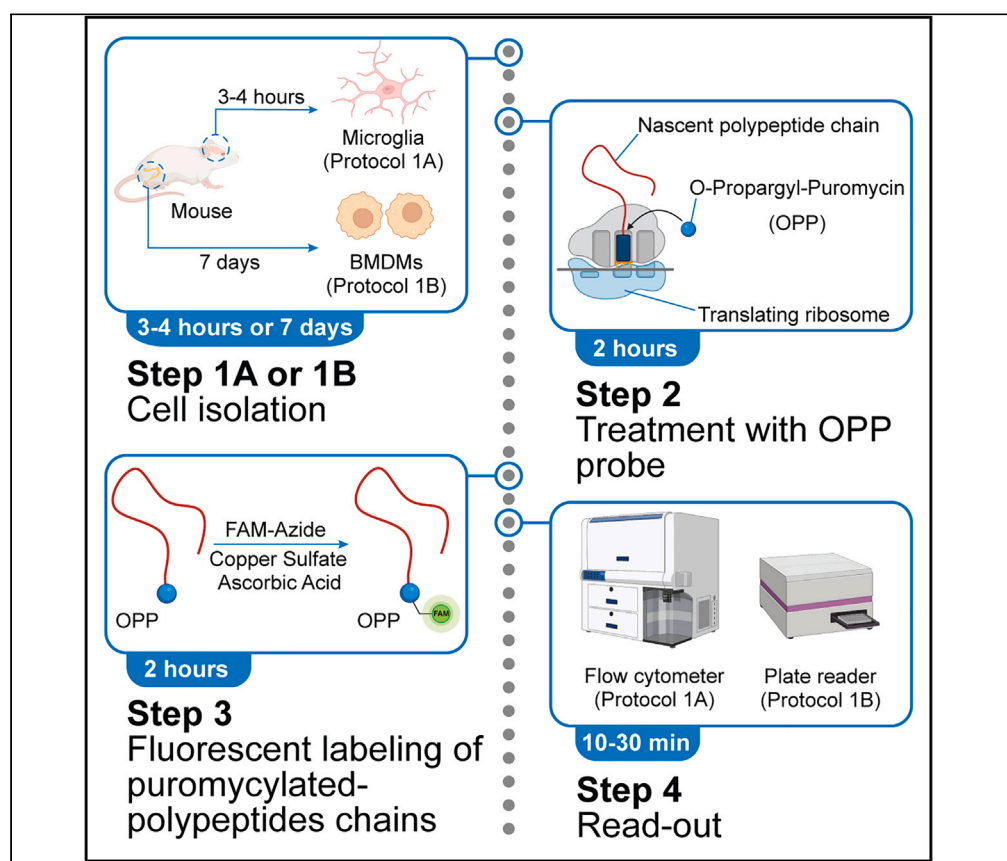 3-4 hours
Microglia
(Protocol 1A)
Mouse
7 days
BMDMs
(Protocol 1B)
3-4 hours or 7 days
Step 1A or 1B
Cell isolation
Nascent polypeptide chain
O-Propargyl-Puromycin
(OPP)
Translating ribosome
2 hours
Step 2
Treatment with OPP
probe
FAM-Azide
Copper Sulfate
Ascorbic Acid
OPP
OPP
FAM
2 hours
Step 3
Fluorescent labeling of
puromycylated-
polypeptides chains
Flow cytometer
(Protocol 1A)
Plate reader
(Protocol 1B)
10-30 min
Step 4
Read-out